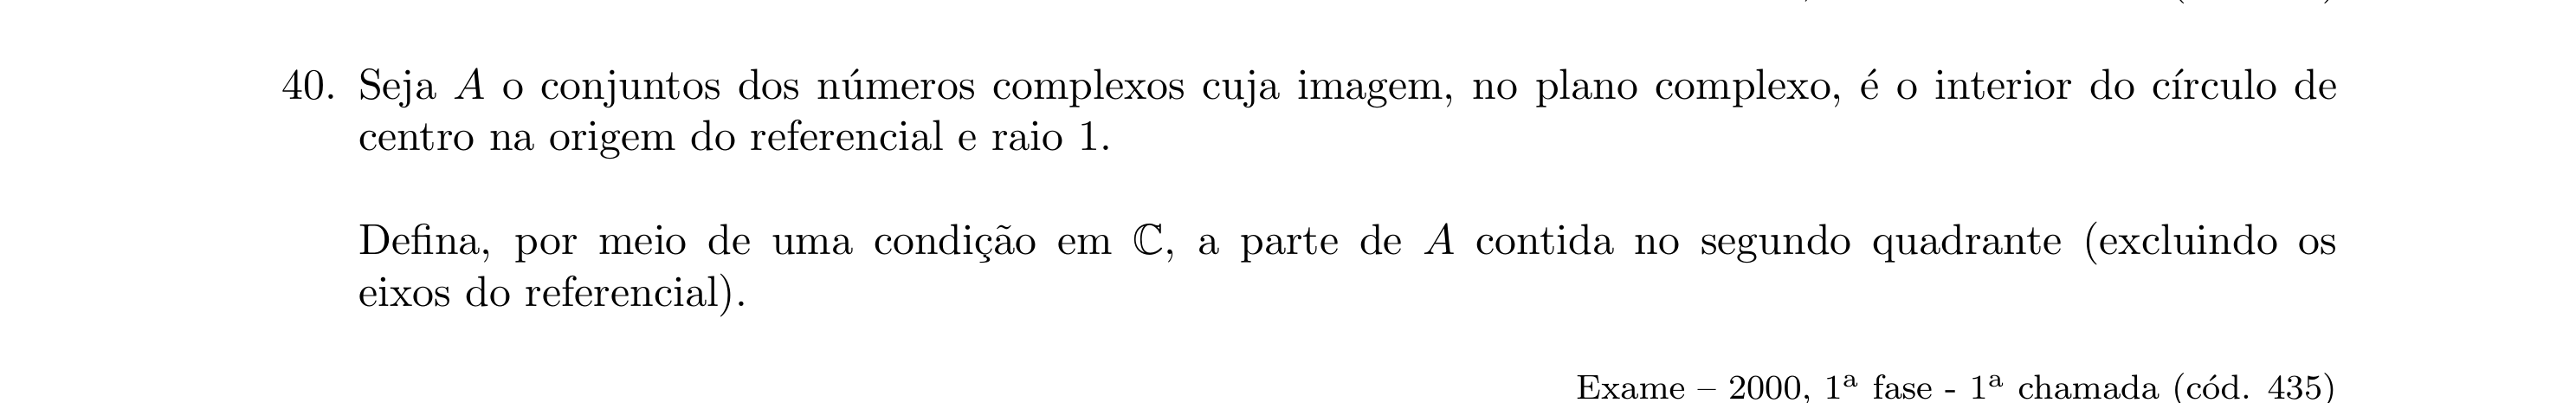 40. Seja A o conjuntos dos números complexos cuja imagem, no plano complexo, é o interior do círculo de
centro na origem do referencial e raio 1.
Defina, por meio de uma condição em ℂ, a parte de A contida no segundo quadrante (excluindo os
eixos do referencial).
Exame – 2000, 1ª fase - 1ª chamada (cód. 435)